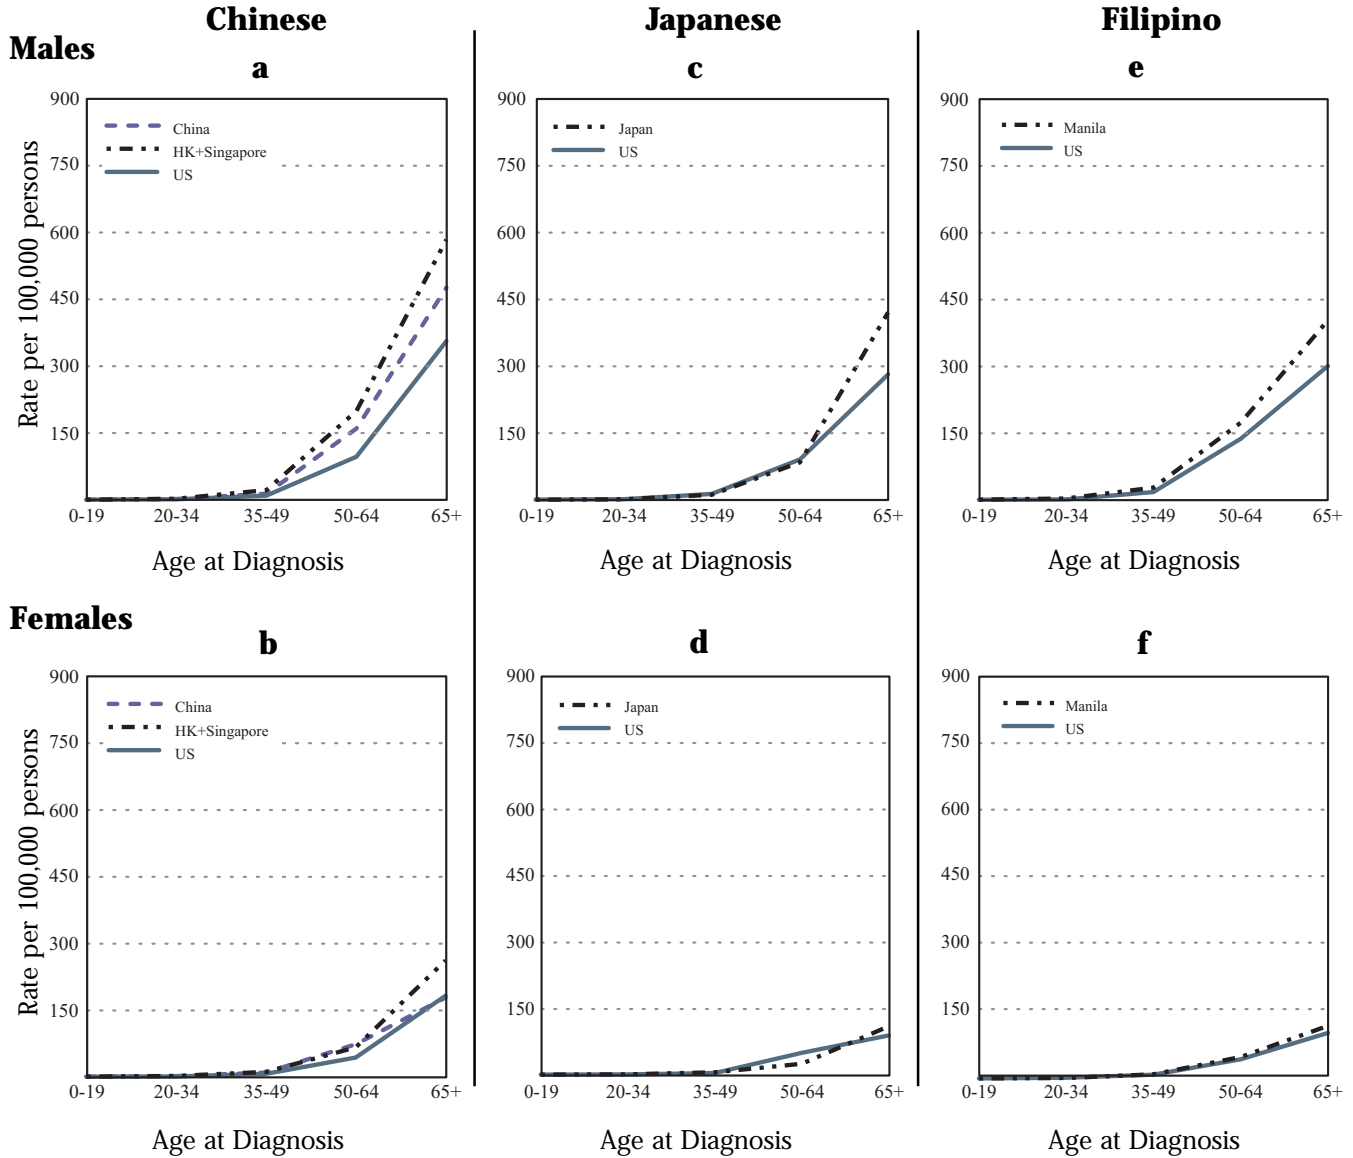 Chinese
Japanese
Filipino
Males
a
c
e
900
750
600
450
300
150
China
HK+Singapore
US
Rate per 100,000 persons
0-19 20-34 35-49 50-64 65+
Age at Diagnosis
900
750
600
450
300
150
Japan
US
0-19 20-34 35-49 50-64 65+
Age at Diagnosis
900
750
600
450
300
150
Manila
US
0-19 20-34 35-49 50-64 65+
Age at Diagnosis
Females
b
d
f
900
750
600
450
300
150
China
HK+Singapore
US
Rate per 100,000 persons
0-19 20-34 35-49 50-64 65+
Age at Diagnosis
900
750
600
450
300
150
Japan
US
0-19 20-34 35-49 50-64 65+
Age at Diagnosis
900
750
600
450
300
150
Manila
US
0-19 20-34 35-49 50-64 65+
Age at Diagnosis